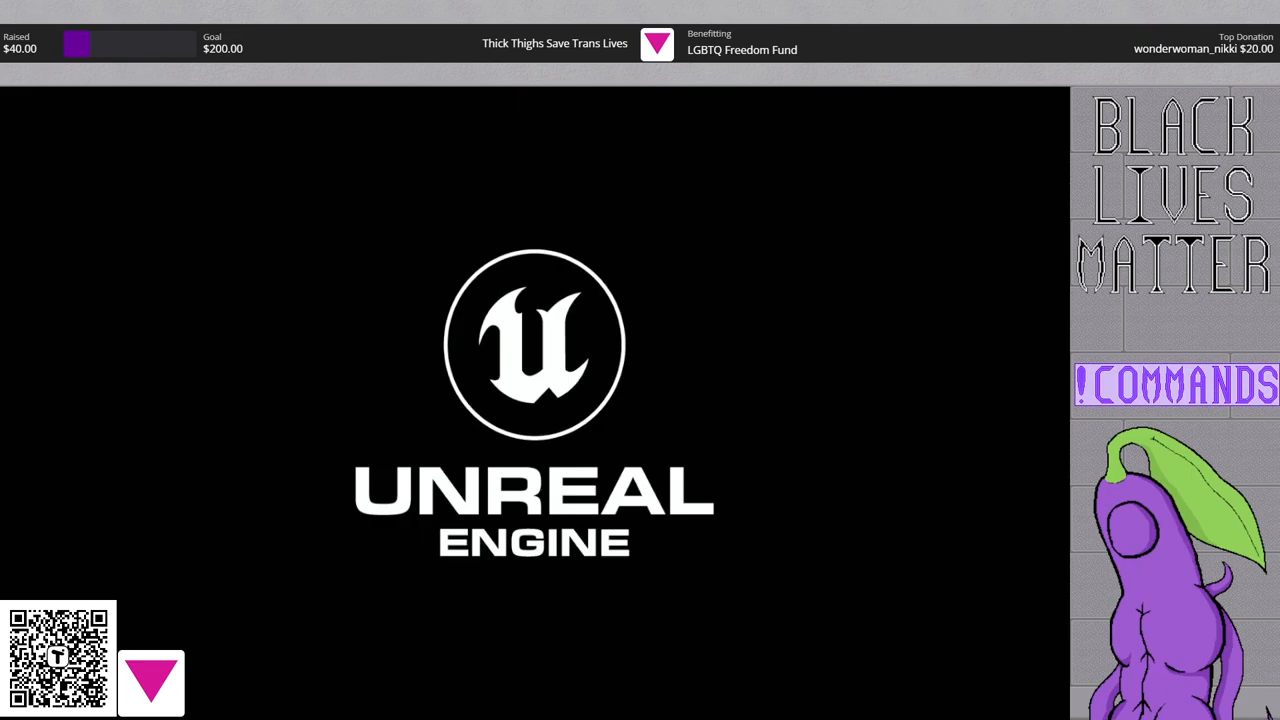 Raised
$40.00
Goal
$200.00
Thick Thighs Save Trans Lives
Benefitting
LGBTQ Freedom Fund
Top Donation
wonderwoman_nikki $20.00
BLACK
LIVES
MATTER
!COMMANDS
UNREAL
ENGINE
T